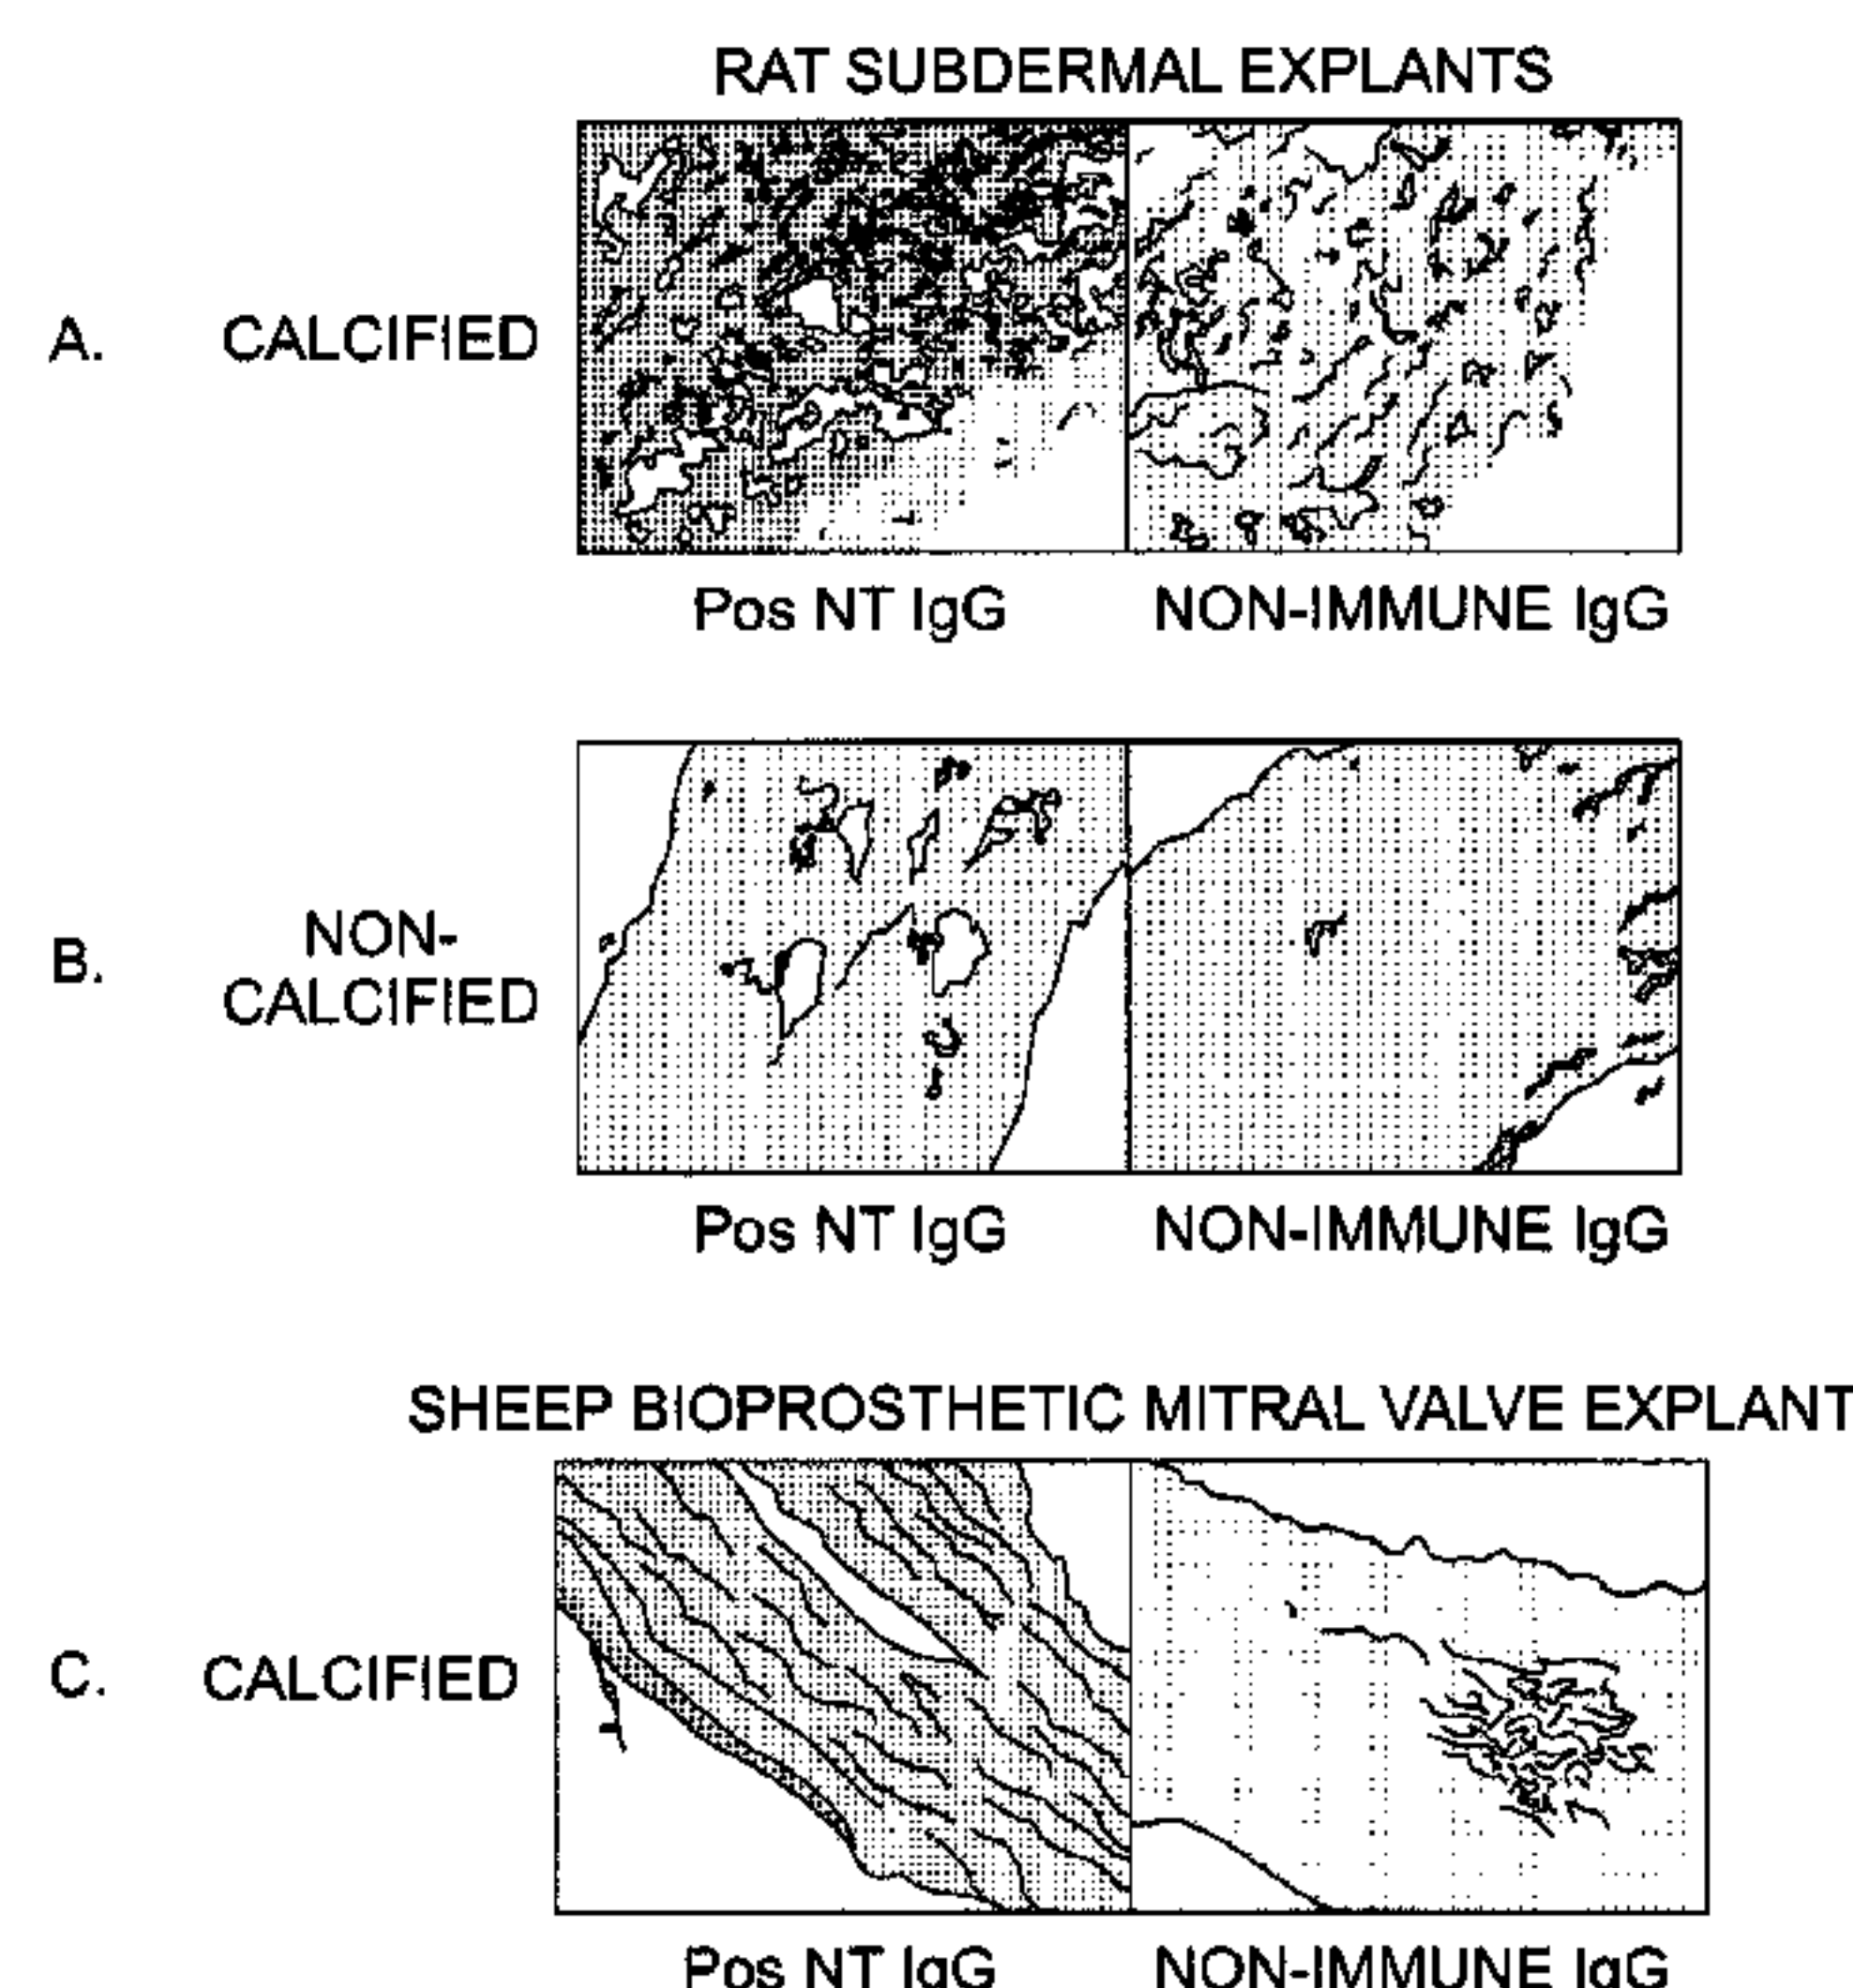 RAT SUBDERMAL EXPLANTS
A. CALCIFIED
Pos NT IgG NON-IMMUNE IgG
B. NON-
CALCIFIED
Pos NT IgG NON-IMMUNE IgG
SHEEP BIOPROSTHETIC MITRAL VALVE EXPLANT
C. CALCIFIED
Pos NT IgG NON-IMMUNE IgG